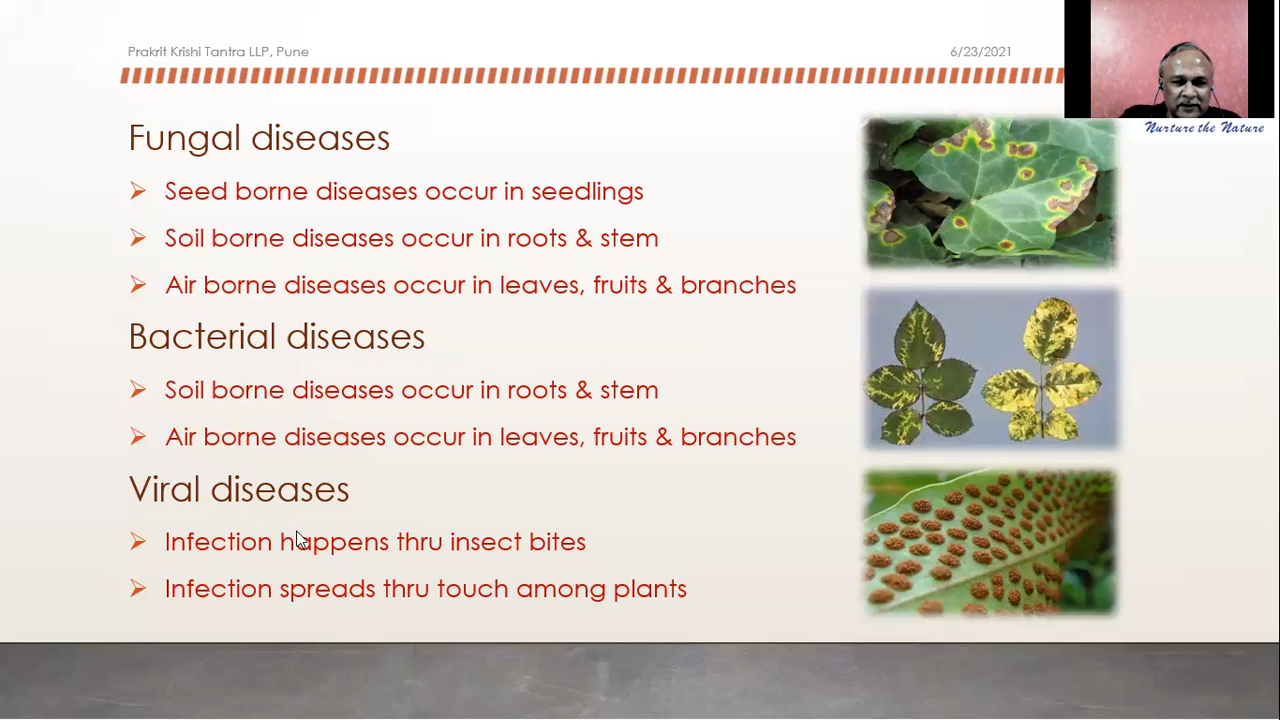 Prakrit Krishi Tantra LLP, Pune
6/23/2021
Nurture the Nature
Fungal diseases
Seed borne diseases occur in seedlings
Soil borne diseases occur in roots & stem
Air borne diseases occur in leaves, fruits & branches
Bacterial diseases
Soil borne diseases occur in roots & stem
Air borne diseases occur in leaves, fruits & branches
Viral diseases
Infection happens thru insect bites
Infection spreads thru touch among plants